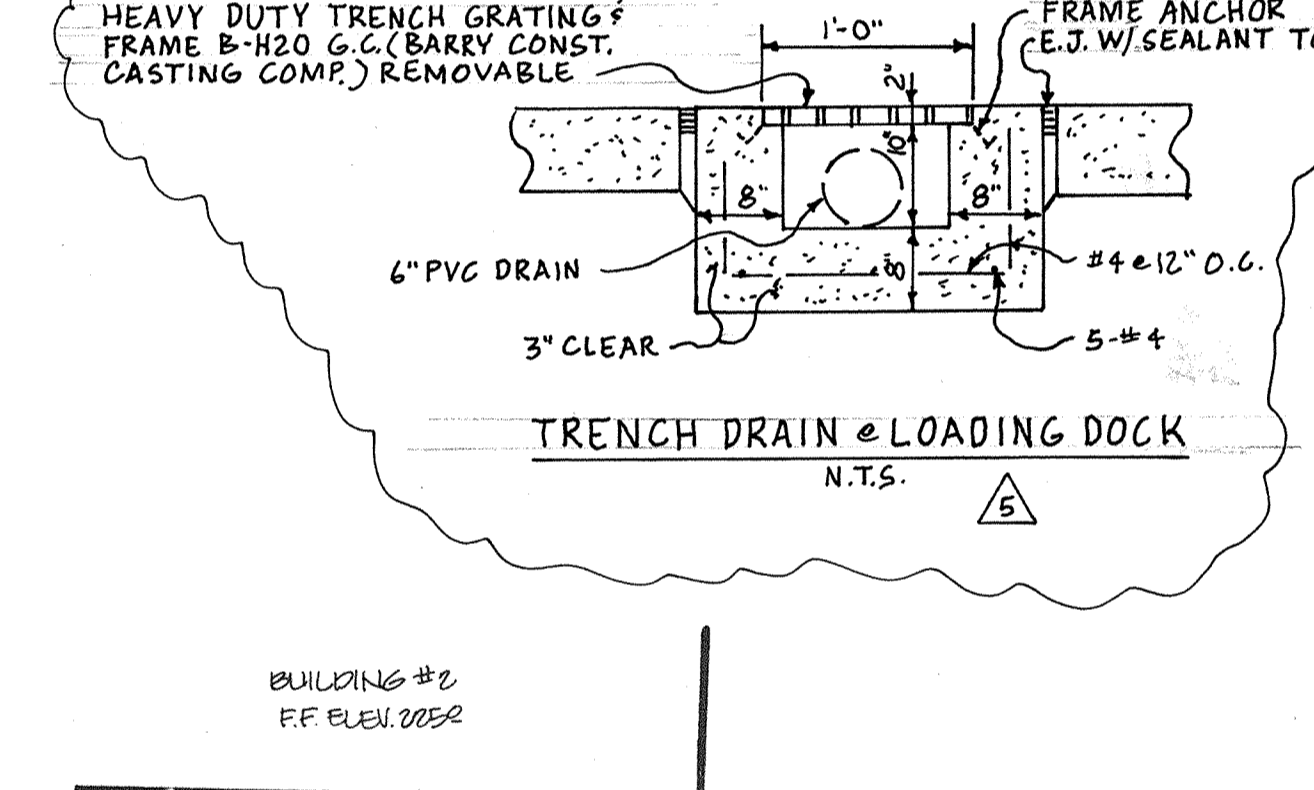 HEAVY DUTY TRENCH GRATING &
FRAME B-H20 G.C.(BARRY CONST.
CASTING COMP.) REMOVABLE
1'-0"
FRAME ANCHOR
E.J. W/SEALANT
2"
10"
8"
8"
8"
6" PVC DRAIN
#4 @ 12" O.C.
3" CLEAR
5-#4
TRENCH DRAIN @ LOADING DOCK
N.T.S.
5
BUILDING #2
F.F. ELEV.